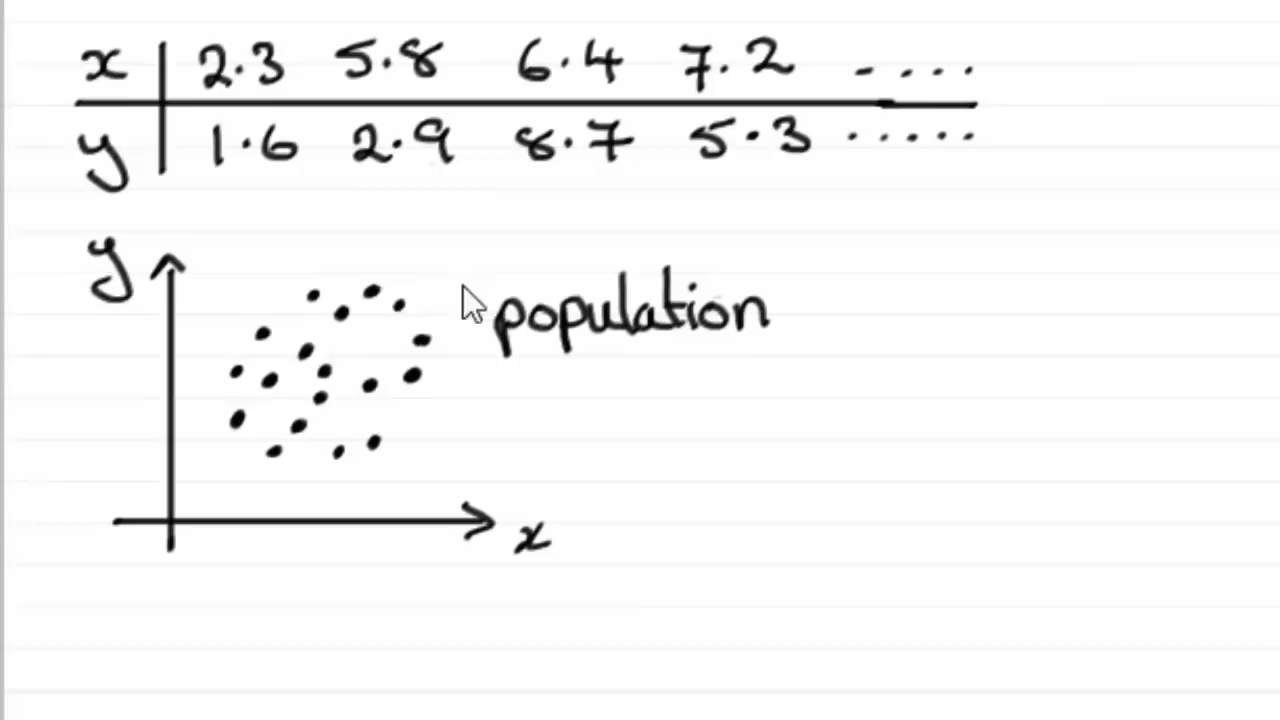 x 2.3 5.8 6.4 7.2 ....
y 1.6 2.9 8.7 5.3 .....
y
population
x